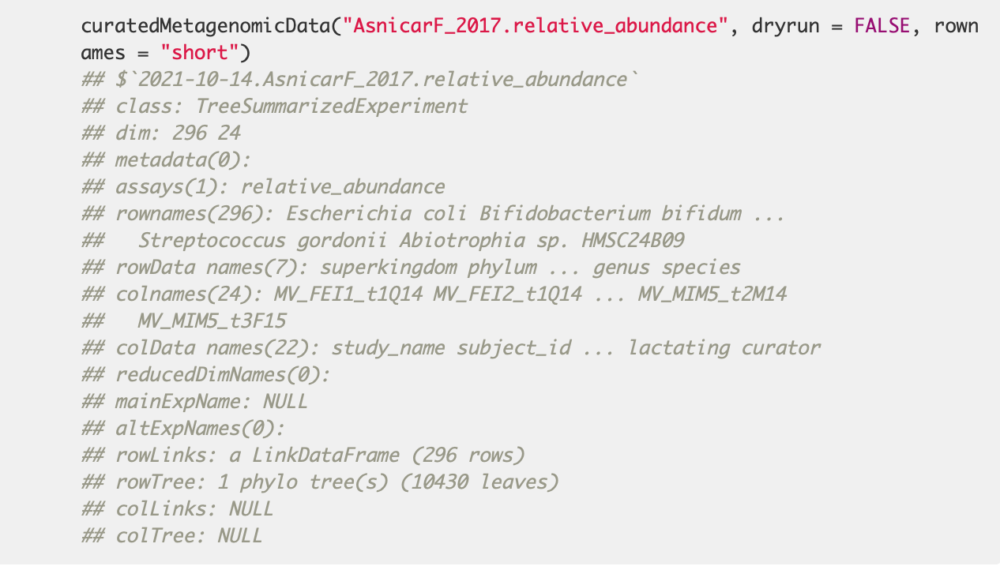 curatedMetagenomicData("AsnicarF_2017.relative_abundance", dryrun = FALSE, rown
ames = "short")
## $`2021-10-14.AsnicarF_2017.relative_abundance`
## class: TreeSummarizedExperiment
## dim: 296 24
## metadata(0):
## assays(1): relative_abundance
## rownames(296): Escherichia coli Bifidobacterium bifidum ...
##   Streptococcus gordonii Abiotrophia sp. HMSC24B09
## rowData names(7): superkingdom phylum ... genus species
## colnames(24): MV_FEI1_t1Q14 MV_FEI2_t1Q14 ... MV_MIM5_t2M14
##   MV_MIM5_t3F15
## colData names(22): study_name subject_id ... lactating curator
## reducedDimNames(0):
## mainExpName: NULL
## altExpNames(0):
## rowLinks: a LinkDataFrame (296 rows)
## rowTree: 1 phylo tree(s) (10430 leaves)
## colLinks: NULL
## colTree: NULL